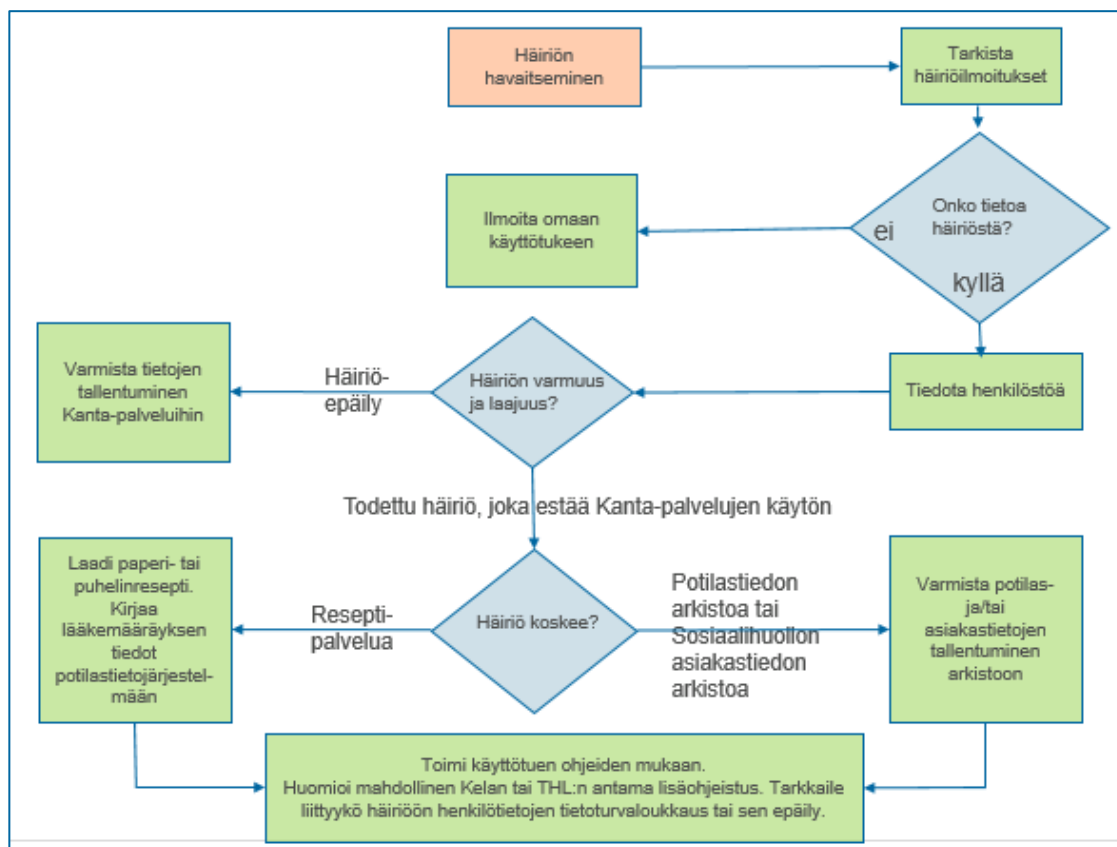 Häiriön
havaitseminen
Tarkista
häiriöilmoitukset
Onko tietoa
häiriöstä?
ei
kyllä
Ilmoita omaan
käyttötukeen
Tiedota henkilöstöä
Häiriön varmuus
ja laajuus?
Häiriö-
epäily
Varmista tietojen
tallentuminen
Kanta-palveluihin
Todettu häiriö, joka estää Kanta-palvelujen käytön
Häiriö koskee?
Resepti-
palvelua
Laadi paperi- tai
puhelinresepti.
Kirjaa
lääkemääräyksen
tiedot
potilastietojärjestel-
mään
Potilastiedon
arkistoa tai
Sosiaalihuollon
asiakastiedon
arkistoa
Varmista potilas-
ja/tai
asiakastietojen
tallentuminen
arkistoon
Toimi käyttötuen ohjeiden mukaan.
Huomioi mahdollinen Kelan tai THL:n antama lisäohjeistus. Tarkkaile
liittyykö häiriöön henkilötietojen tietoturvaloukkaus tai sen epäily.